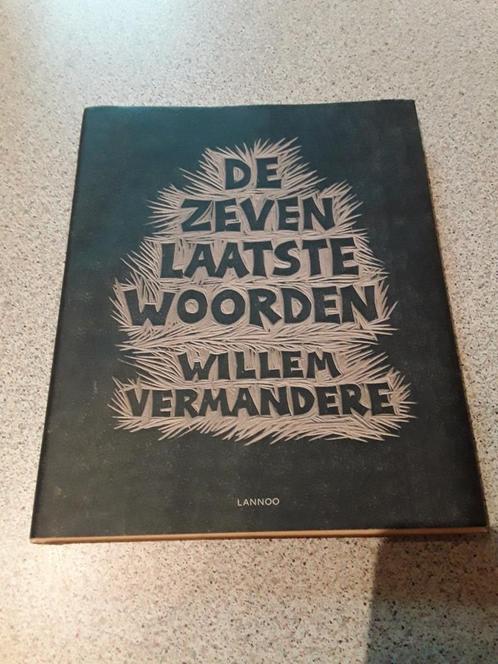 DE
ZEVEN
LAATSTE
WOORDEN
WILLEM
VERMANDERE
LANNOO